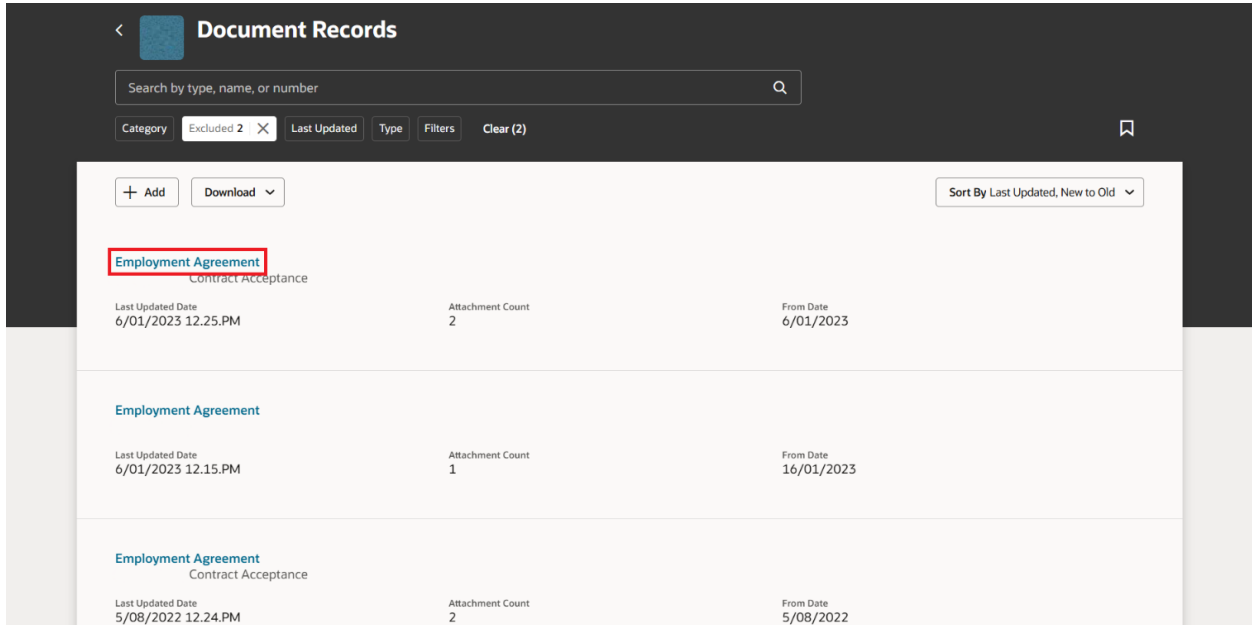 Document Records
Search by type, name, or number
Category Excluded 2 Last Updated Type Filters Clear (2)
Add Download Sort By Last Updated, New to Old
Employment Agreement
Contract Acceptance
Last Updated Date Attachment Count From Date
6/01/2023 12.25.PM 2 6/01/2023
Employment Agreement
Last Updated Date Attachment Count From Date
6/01/2023 12.15.PM 1 16/01/2023
Employment Agreement
Contract Acceptance
Last Updated Date Attachment Count From Date
5/08/2022 12.24.PM 2 5/08/2022